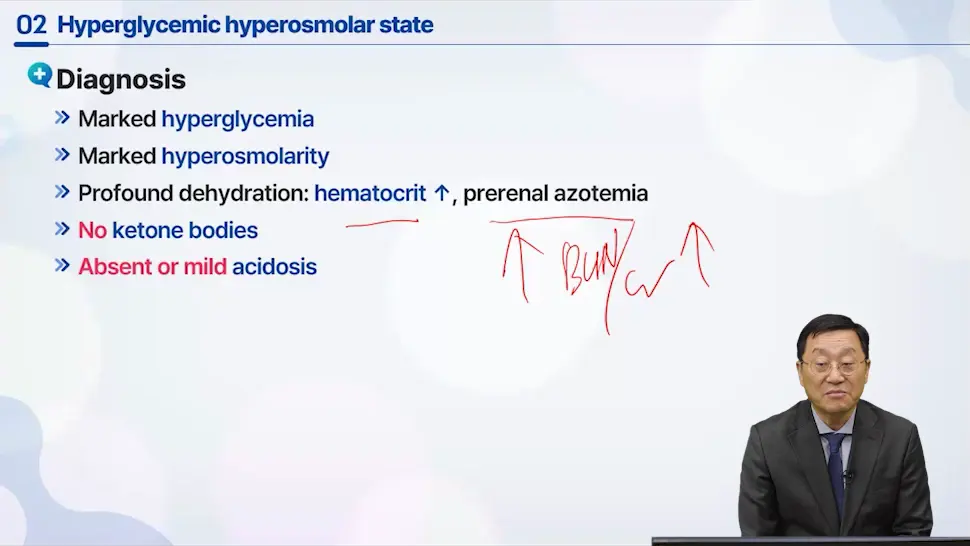 02 Hyperglycemic hyperosmolar state
Diagnosis
Marked hyperglycemia
Marked hyperosmolarity
Profound dehydration: hematocrit ↑, prerenal azotemia
No ketone bodies
Absent or mild acidosis
↑ BUN/Cr ↑